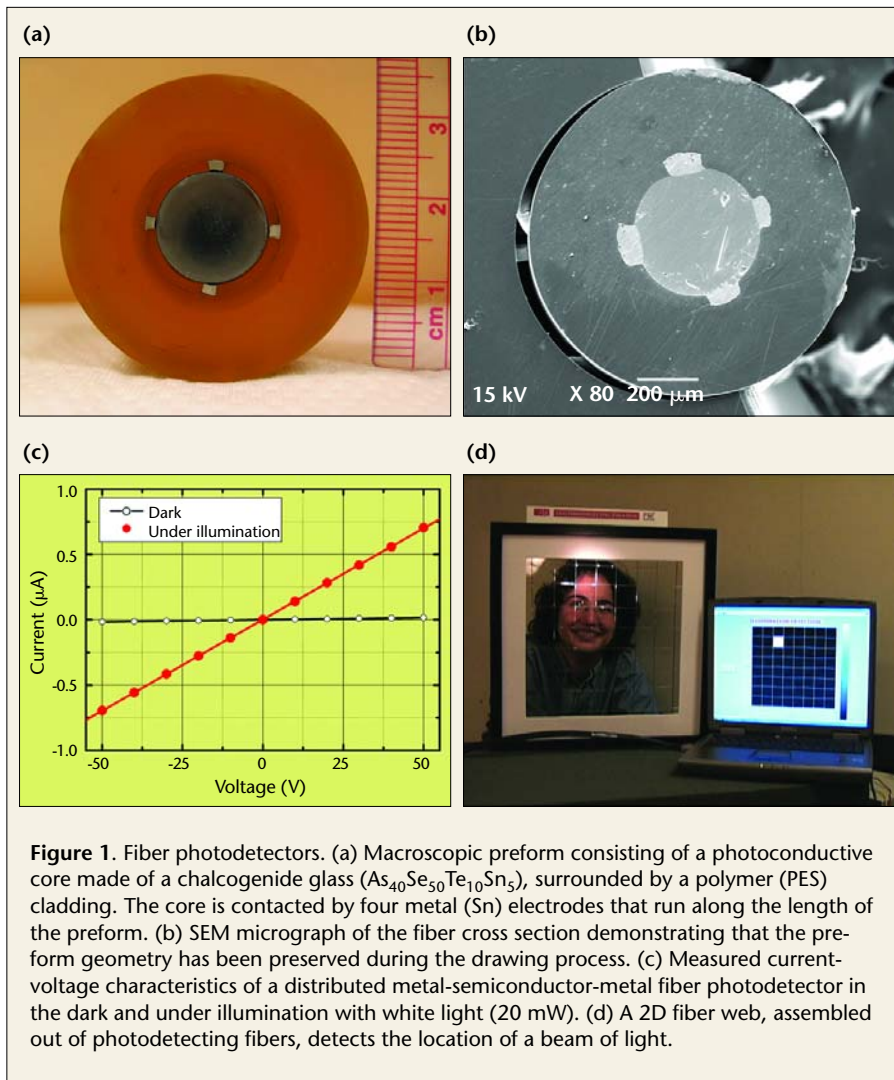 (a)
3
2
cm 1
(b)
15 kV X 80 200 μm
(c)
1.0
0.5
0.0
-0.5
-1.0
Current (μA)
Dark
Under illumination
-50 -25 0 25 50
Voltage (V)
(d)
Figure 1. Fiber photodetectors. (a) Macroscopic preform consisting of a photoconductive
core made of a chalcogenide glass (As₄₀Se₅₀Te₁₀Sn₅), surrounded by a polymer (PES)
cladding. The core is contacted by four metal (Sn) electrodes that run along the length of
the preform. (b) SEM micrograph of the fiber cross section demonstrating that the pre-
form geometry has been preserved during the drawing process. (c) Measured current-
voltage characteristics of a distributed metal-semiconductor-metal fiber photodetector in
the dark and under illumination with white light (20 mW). (d) A 2D fiber web, assembled
out of photodetecting fibers, detects the location of a beam of light.